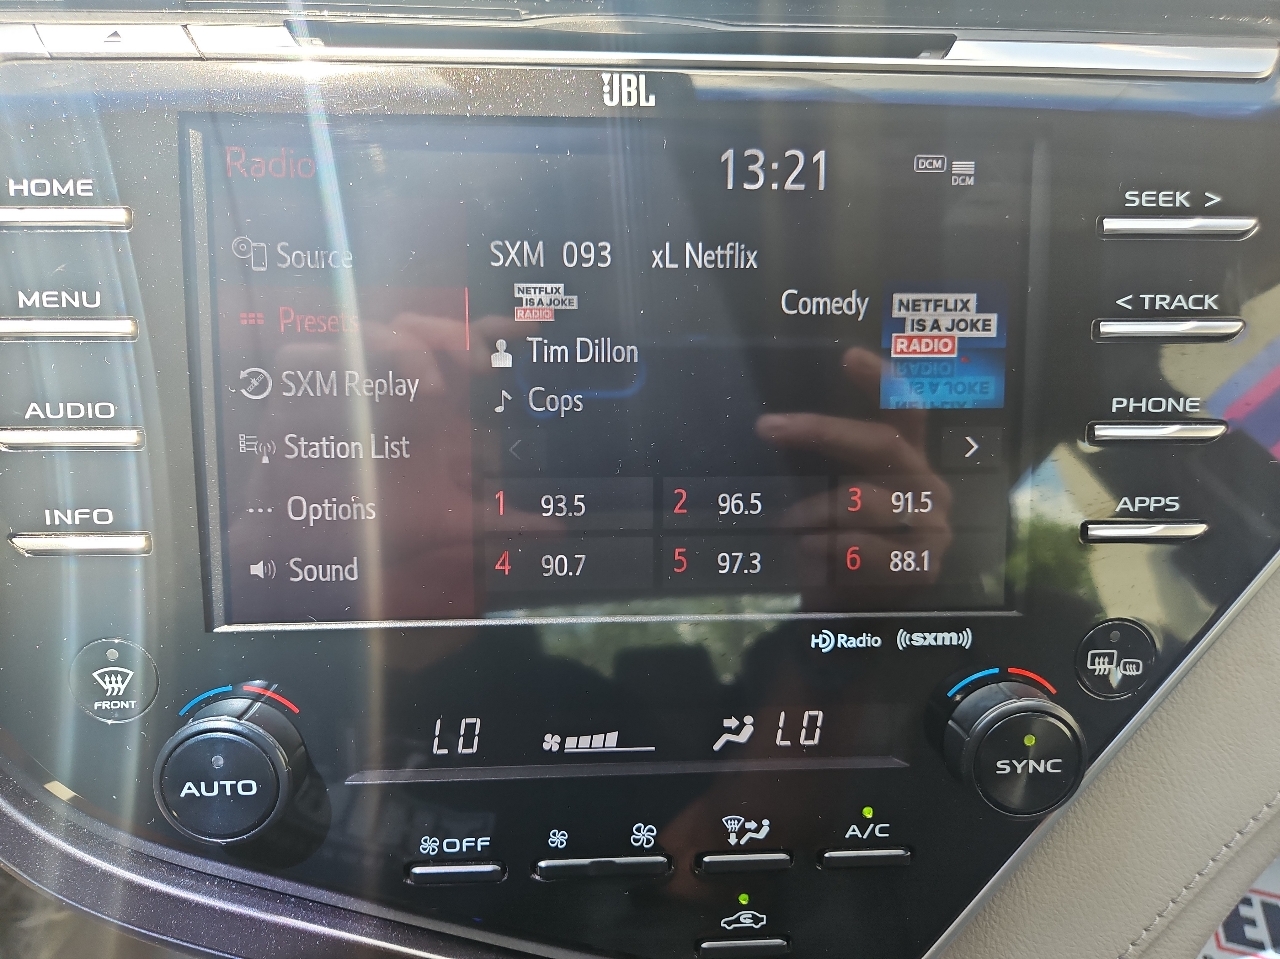 JBL
Radio
13:21
DCM
DCM
HOME
MENU
AUDIO
INFO
Source
Presets
SXM Replay
Station List
Options
Sound
SXM 093 xL Netflix
NETFLIX
IS A JOKE
RADIO
Comedy
NETFLIX
IS A JOKE
RADIO
Tim Dillon
Cops
< >
1 93.5 2 96.5 3 91.5
4 90.7 5 97.3 6 88.1
SEEK >
< TRACK
PHONE
APPS
HD Radio ((sxm))
FRONT
LO LO
AUTO
SYNC
OFF
A/C